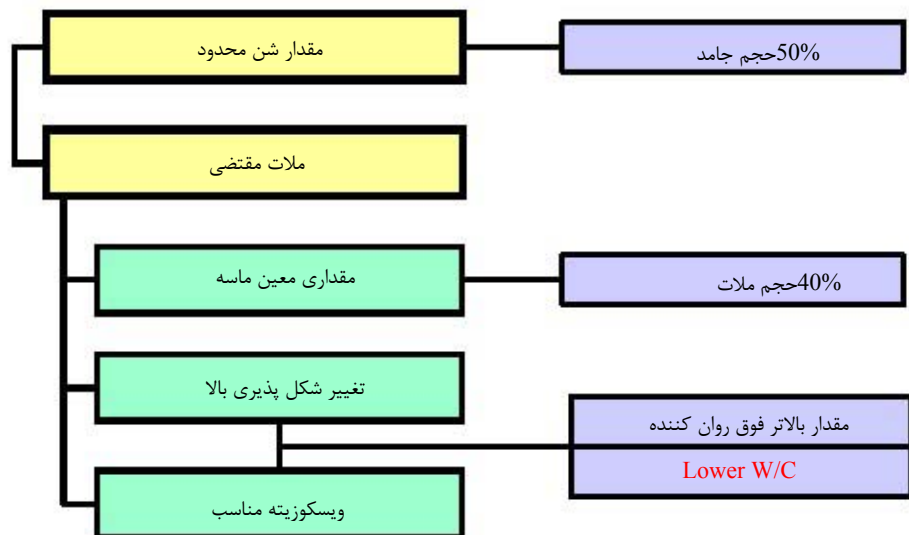 مقدار شن محدود
50%حجم جامد
ملات مقتضی
مقداری معین ماسه
40%حجم ملات
تغییر شکل پذیری بالا
مقدار بالاتر فوق روان کننده
Lower W/C
ویسکوزیته مناسب